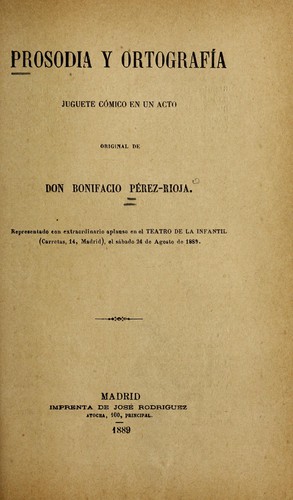 PROSODIA Y ORTOGRAFÍA
JUGUETE CÓMICO EN UN ACTO
ORIGINAL DE
DON BONIFACIO PÉREZ-RIOJA.
Representado con extraordinario aplauso en el TEATRO DE LA INFANTIL
(Carretas, 14, Madrid), el sábado 24 de Agosto de 1889.
MADRID
IMPRENTA DE JOSÉ RODRÍGUEZ
ATOCHA, 100, PRINCIPAL.
1889